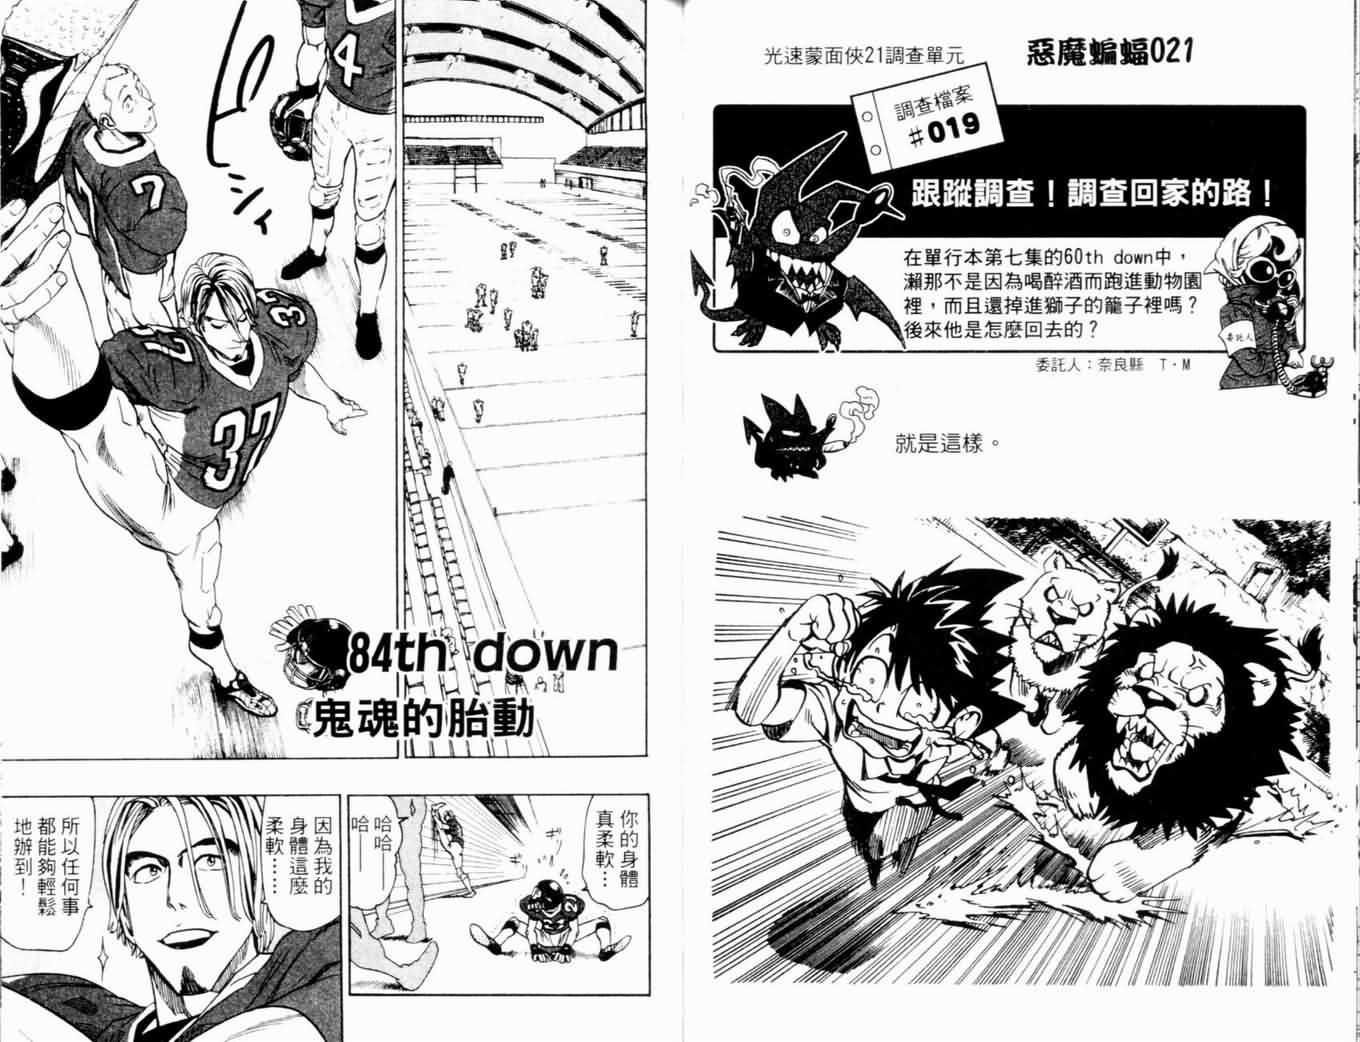 光速蒙面俠21調查單元
惡魔蝙蝠021
調查檔案
#019
跟蹤調查！調查回家的路！
在單行本第七集的60th down中，
瀨那不是因為喝醉酒而跑進動物園
裡，而且還掉進獅子的籠子裡嗎？
後來他是怎麼回去的？
委託人
委託人：奈良縣 T・M
就是這樣。
4
7
37
37
84th down
鬼魂的胎動
你的身體
真柔軟…
哈哈
哈——
因為我的
身體這麼
柔軟……
所以任何事
都能夠輕鬆
地辦到！